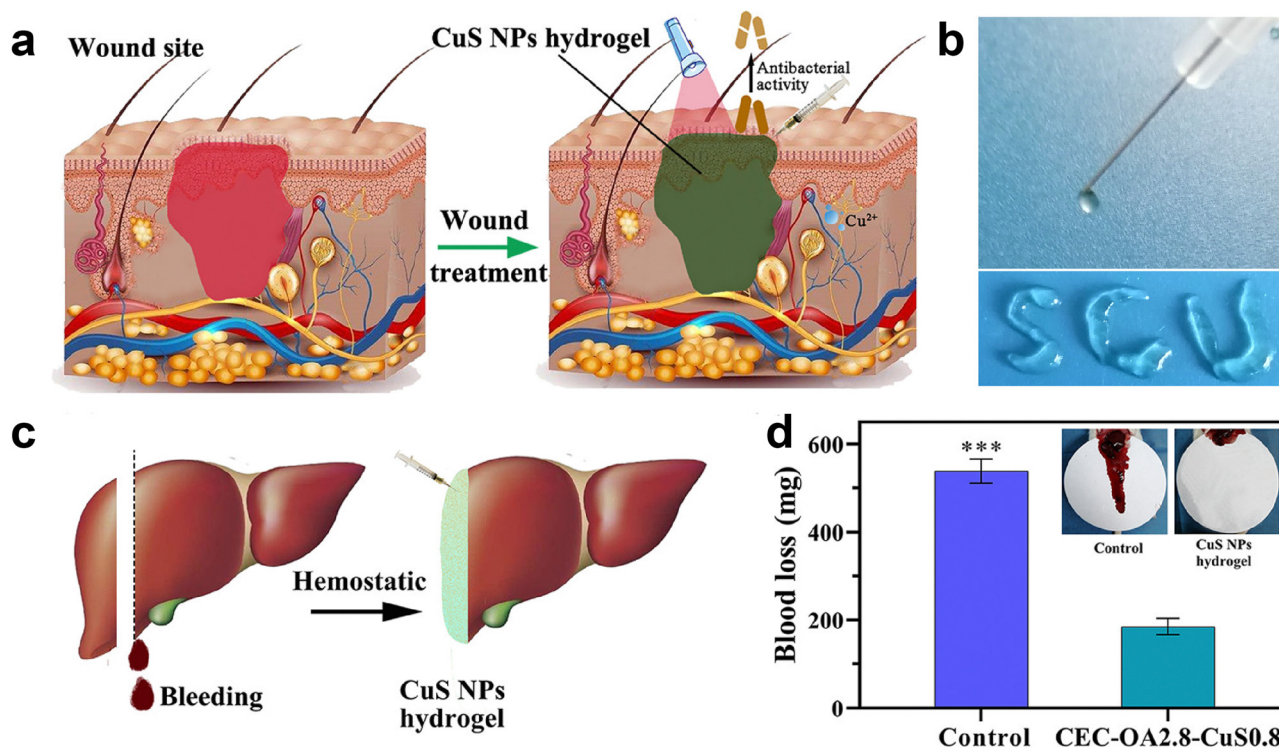 a
Wound site
CuS NPs hydrogel
Antibacterial
activity
Wound
treatment
Cu²⁺
b
SCU
c
Bleeding
Hemostatic
CuS NPs
hydrogel
d
Blood loss (mg)
600
400
200
0
***
Control
CuS NPs
hydrogel
Control
CEC-OA2.8-CuS0.8